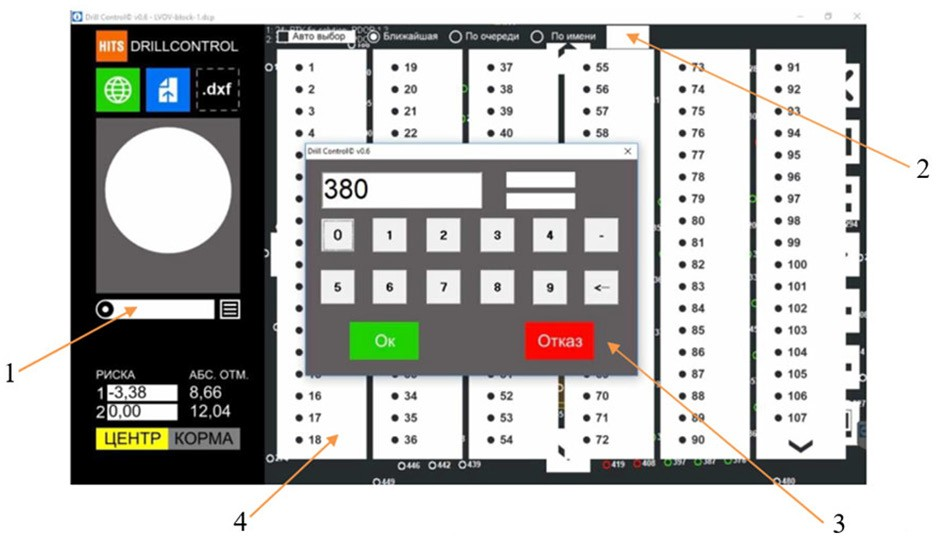 Drill Control© v0.6 - LVOV-block-1.dcp
HITS DRILLCONTROL
.dxf
Авто выбор Ближайшая По очереди По имени
1 19 37 55 73 91
2 20 38 56 74 92
3 21 39 57 75 93
4 22 40 58 76 94
77 95
78 96
79 97
80 98
81 99
82 100
83 101
84 102
85 103
86 104
87 105
16 34 52 70 88 106
17 35 53 71 89 107
18 36 54 72 90
Drill Control© v0.6
380
0 1 2 3 4 -
5 6 7 8 9 <--
Ок Отказ
РИСКА АБС. ОТМ.
1 -3,38 8,66
2 0,00 12,04
ЦЕНТР КОРМА
446 442 439 419 408 397 387 378
449 480
1
2
3
4